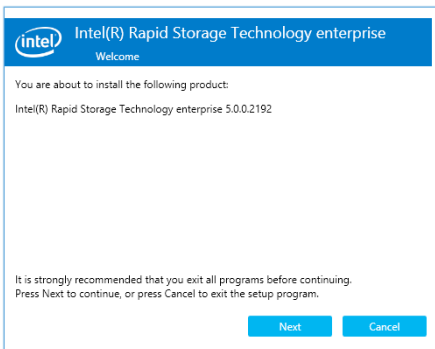 intel
Intel(R) Rapid Storage Technology enterprise
Welcome
You are about to install the following product:
Intel(R) Rapid Storage Technology enterprise 5.0.0.2192
It is strongly recommended that you exit all programs before continuing.
Press Next to continue, or press Cancel to exit the setup program.
Next
Cancel